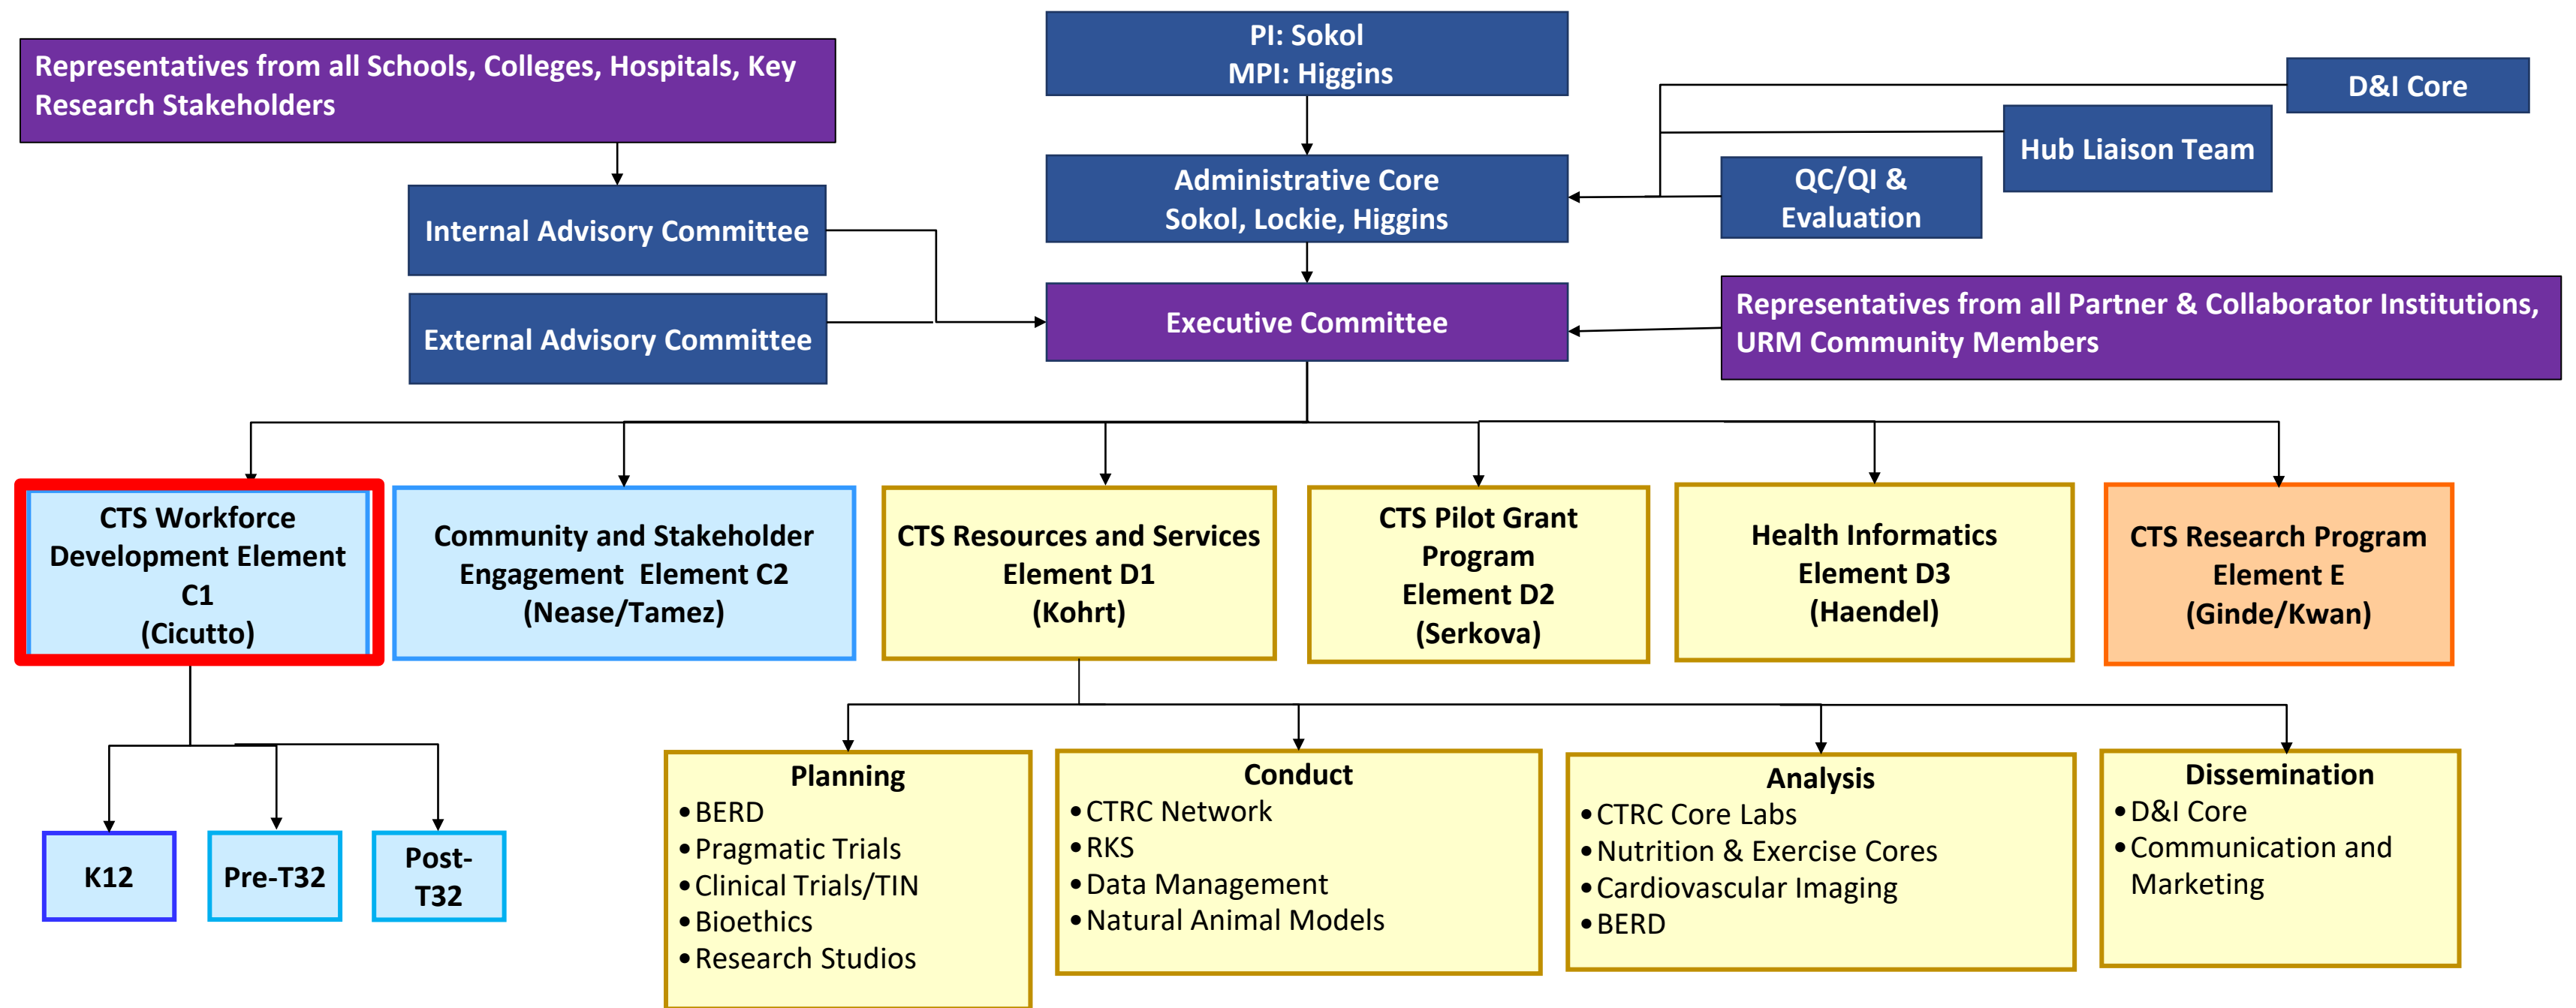 PI: Sokol
MPI: Higgins
Representatives from all Schools, Colleges, Hospitals, Key
Research Stakeholders
D&I Core
Hub Liaison Team
QC/QI &
Evaluation
Administrative Core
Sokol, Lockie, Higgins
Internal Advisory Committee
External Advisory Committee
Executive Committee
Representatives from all Partner & Collaborator Institutions,
URM Community Members
CTS Workforce
Development Element
C1
(Cicutto)
Community and Stakeholder
Engagement  Element C2
(Nease/Tamez)
CTS Resources and Services
Element D1
(Kohrt)
CTS Pilot Grant
Program
Element D2
(Serkova)
Health Informatics
Element D3
(Haendel)
CTS Research Program
Element E
(Ginde/Kwan)
K12
Pre-T32
Post-
T32
Planning
•BERD
•Pragmatic Trials
•Clinical Trials/TIN
•Bioethics
•Research Studios
Conduct
•CTRC Network
•RKS
•Data Management
•Natural Animal Models
Analysis
•CTRC Core Labs
•Nutrition & Exercise Cores
•Cardiovascular Imaging
•BERD
Dissemination
•D&I Core
•Communication and
Marketing